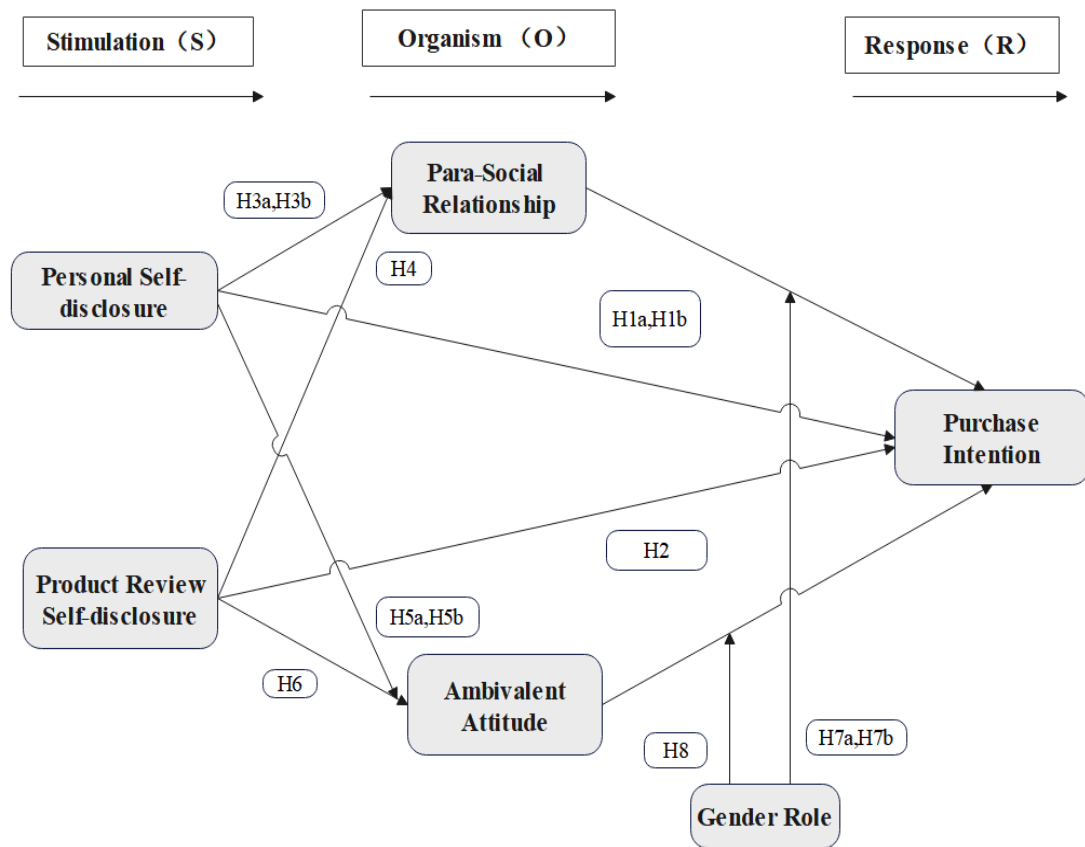 Stimulation（S）
Organism （O）
Response（R）
Para-Social
Relationship
H3a,H3b
H4
Personal Self-
disclosure
H1a,H1b
Purchase
Intention
H2
Product Review
Self-disclosure
H5a,H5b
H6
Ambivalent
Attitude
H8
H7a,H7b
Gender Role